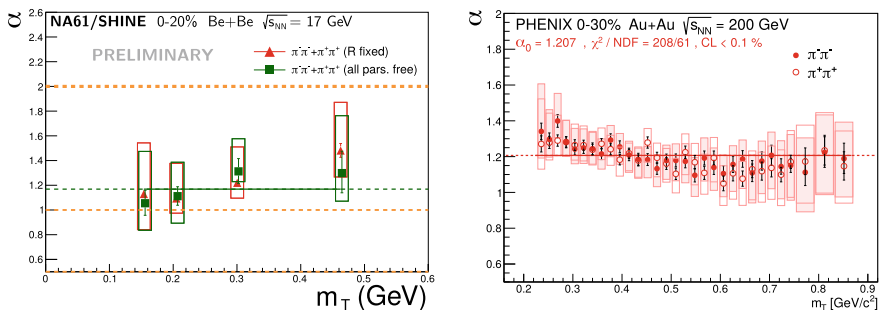 NA61/SHINE 0-20% Be+Be √sNN = 17 GeV
PRELIMINARY
π⁻π⁻+π⁺π⁺ (R fixed)
π⁻π⁻+π⁺π⁺ (all pars. free)
α
2.6
2.4
2.2
2
1.8
1.6
1.4
1.2
1
0.8
0.6
0 0.1 0.2 0.3 0.4 0.5 0.6
mT (GeV)
PHENIX 0-30% Au+Au √sNN = 200 GeV
α0 = 1.207 , χ² / NDF = 208/61 , CL < 0.1 %
π⁻π⁻
π⁺π⁺
α
2
1.8
1.6
1.4
1.2
1
0.8
0.6
0.2 0.3 0.4 0.5 0.6 0.7 0.8 0.9
mT [GeV/c²]